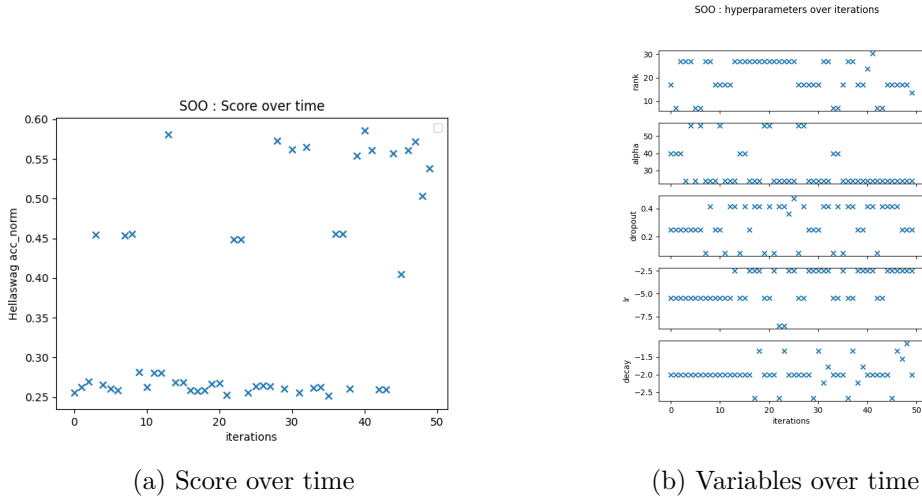 SOO : hyperparameters over iterations
SOO : Score over time
0.60
0.55
0.50
0.45
0.40
0.35
0.30
0.25
Hellaswag acc_norm
0
10
20
30
40
50
iterations
30
20
10
rank
50
40
30
alpha
0.4
0.2
dropout
−2.5
−5.0
−7.5
lr
−1.5
−2.0
−2.5
decay
0
10
20
30
40
50
iterations
(a) Score over time
(b) Variables over time